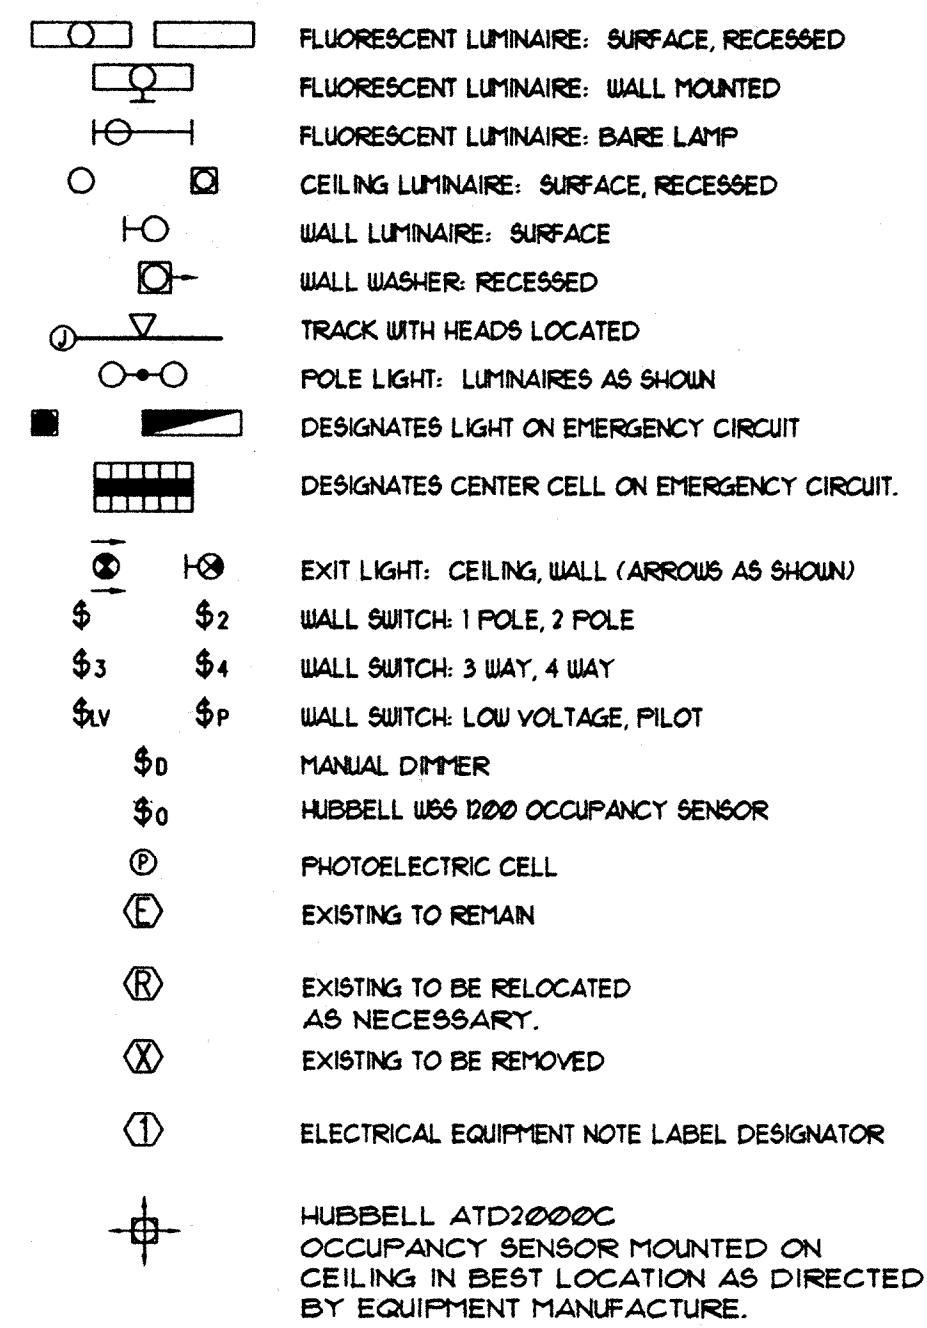 FLUORESCENT LUMINAIRE: SURFACE, RECESSED
FLUORESCENT LUMINAIRE: WALL MOUNTED
FLUORESCENT LUMINAIRE: BARE LAMP
CEILING LUMINAIRE: SURFACE, RECESSED
WALL LUMINAIRE: SURFACE
WALL WASHER: RECESSED
J TRACK WITH HEADS LOCATED
POLE LIGHT: LUMINAIRES AS SHOWN
DESIGNATES LIGHT ON EMERGENCY CIRCUIT
DESIGNATES CENTER CELL ON EMERGENCY CIRCUIT.
EXIT LIGHT: CEILING, WALL (ARROWS AS SHOWN)
$ $2 WALL SWITCH: 1 POLE, 2 POLE
$3 $4 WALL SWITCH: 3 WAY, 4 WAY
$LV $P WALL SWITCH: LOW VOLTAGE, PILOT
$D MANUAL DIMMER
$O HUBBELL WSS 1200 OCCUPANCY SENSOR
P PHOTOELECTRIC CELL
E EXISTING TO REMAIN
R EXISTING TO BE RELOCATED
AS NECESSARY.
X EXISTING TO BE REMOVED
1 ELECTRICAL EQUIPMENT NOTE LABEL DESIGNATOR
HUBBELL ATD2000C
OCCUPANCY SENSOR MOUNTED ON
CEILING IN BEST LOCATION AS DIRECTED
BY EQUIPMENT MANUFACTURE.